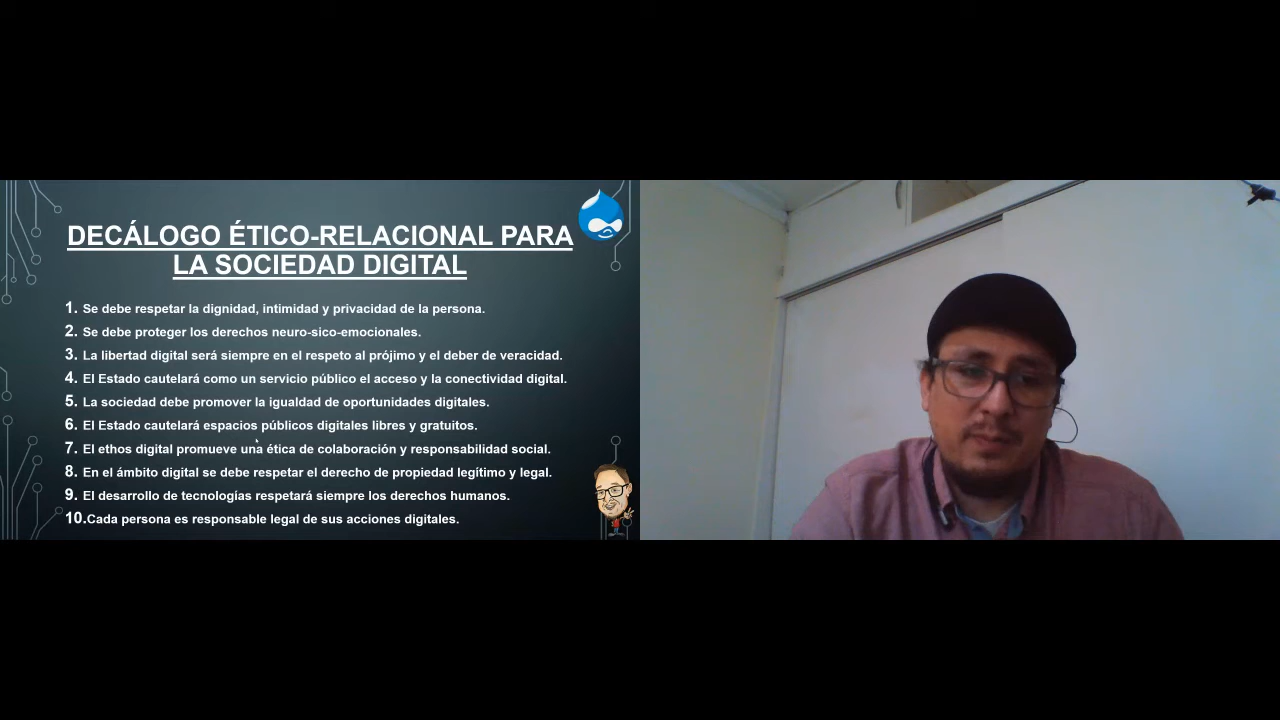 DECÁLOGO ÉTICO-RELACIONAL PARA
LA SOCIEDAD DIGITAL
1. Se debe respetar la dignidad, intimidad y privacidad de la persona.
2. Se debe proteger los derechos neuro-sico-emocionales.
3. La libertad digital será siempre en el respeto al prójimo y el deber de veracidad.
4. El Estado cautelará como un servicio público el acceso y la conectividad digital.
5. La sociedad debe promover la igualdad de oportunidades digitales.
6. El Estado cautelará espacios públicos digitales libres y gratuitos.
7. El ethos digital promueve una ética de colaboración y responsabilidad social.
8. En el ámbito digital se debe respetar el derecho de propiedad legítimo y legal.
9. El desarrollo de tecnologías respetará siempre los derechos humanos.
10.Cada persona es responsable legal de sus acciones digitales.